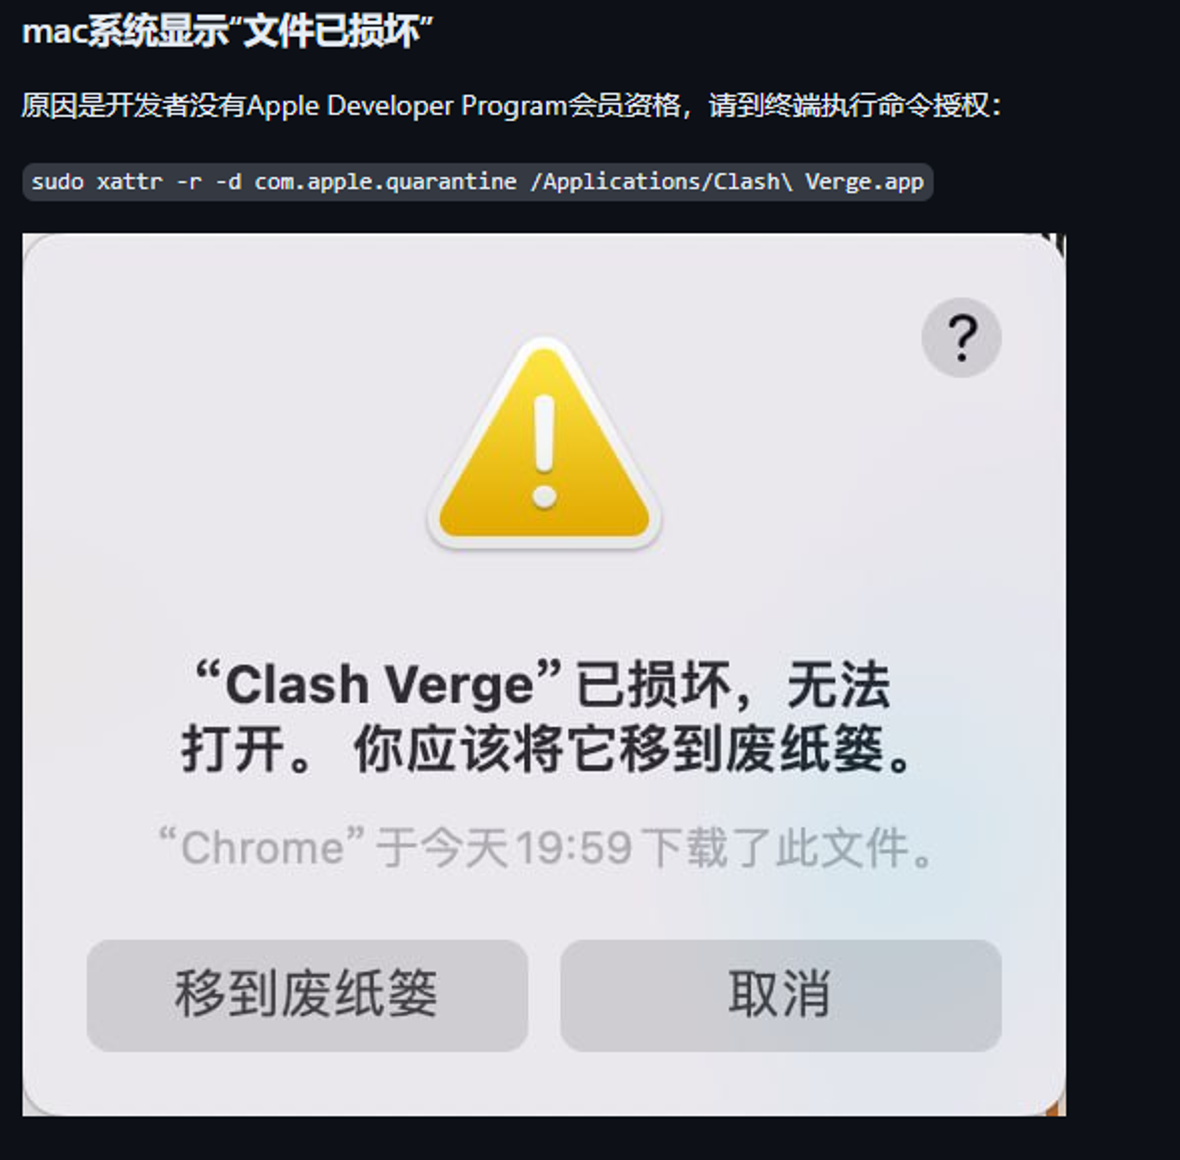 mac系统显示“文件已损坏”
原因是开发者没有Apple Developer Program会员资格，请到终端执行命令授权：
sudo xattr -r -d com.apple.quarantine /Applications/Clash\ Verge.app
?
!
“Clash Verge”已损坏，无法
打开。 你应该将它移到废纸篓。
“Chrome”于今天19:59下载了此文件。
移到废纸篓 取消